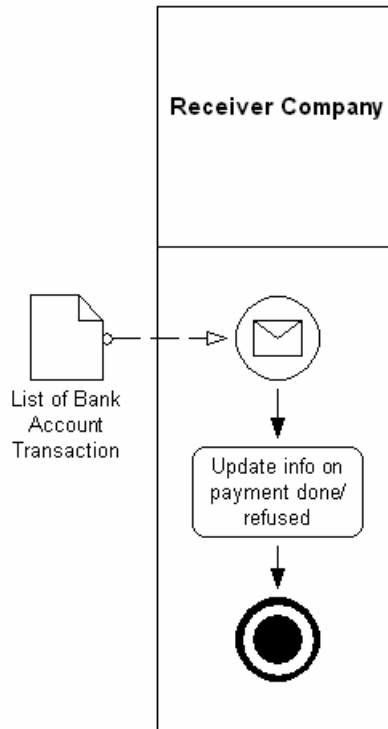 Receiver Company
List of Bank
Account
Transaction
Update info on
payment done/
refused